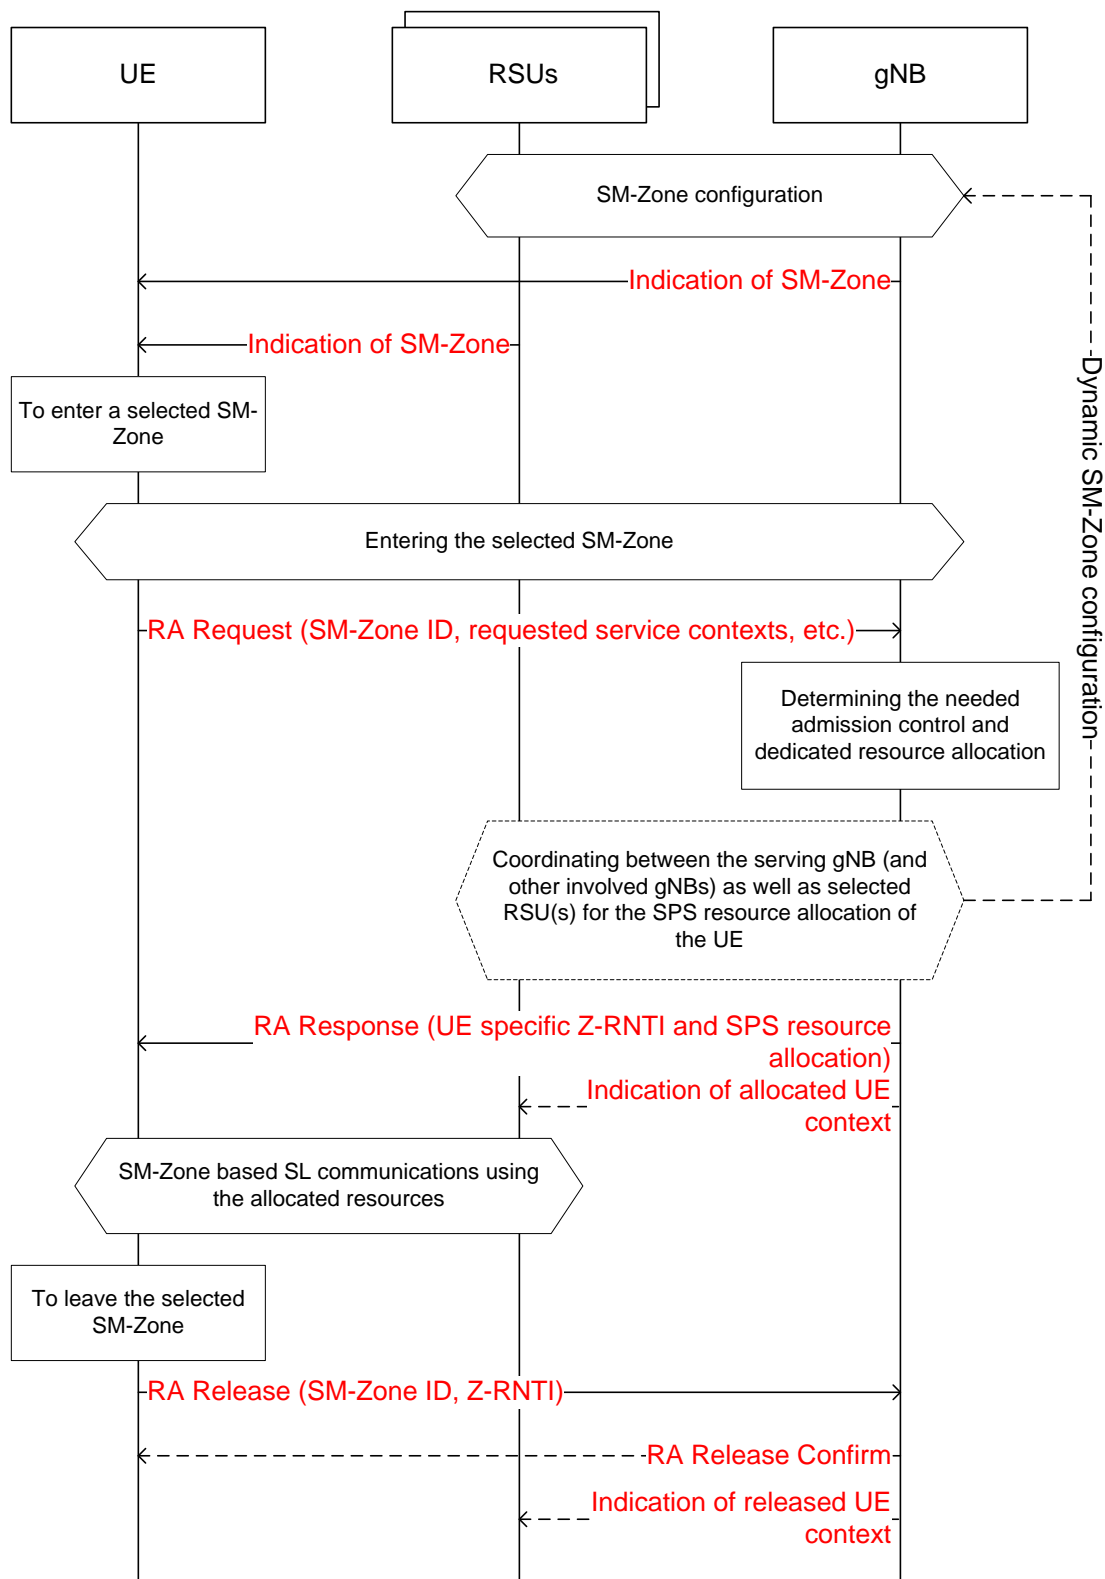 UE
RSUs
gNB
SM-Zone configuration
Indication of SM-Zone
Indication of SM-Zone
To enter a selected SM-
Zone
Dynamic SM-Zone configuration
Entering the selected SM-Zone
RA Request (SM-Zone ID, requested service contexts, etc.)
Determining the needed
admission control and
dedicated resource allocation
Coordinating between the serving gNB (and
other involved gNBs) as well as selected
RSU(s) for the SPS resource allocation of
the UE
RA Response (UE specific Z-RNTI and SPS resource
allocation)
Indication of allocated UE
context
SM-Zone based SL communications using
the allocated resources
To leave the selected
SM-Zone
RA Release (SM-Zone ID, Z-RNTI)
RA Release Confirm
Indication of released UE
context